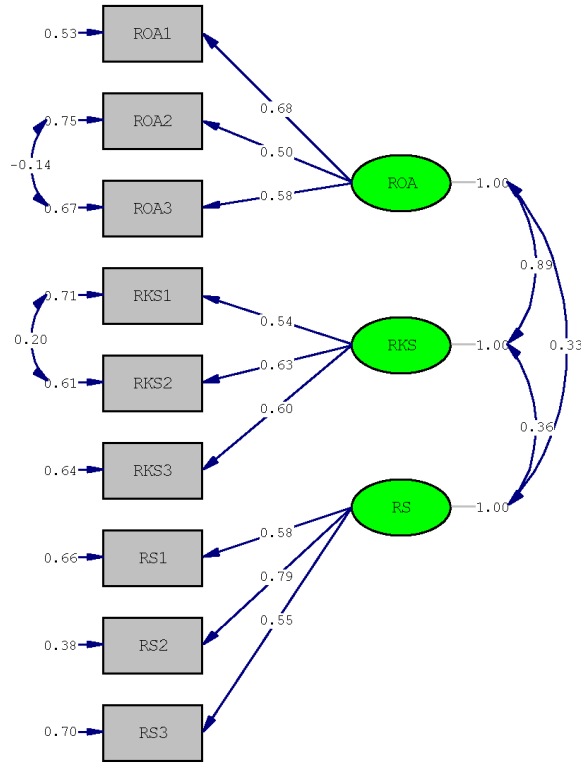 0.53 ROA1
0.68
0.75 ROA2
0.50
-0.14
0.58
ROA 1.00
0.67 ROA3
0.89
0.71 RKS1
0.54
0.20
0.63
RKS 1.00
0.33
0.61 RKS2
0.60
0.36
0.64 RKS3
RS 1.00
0.58
0.66 RS1
0.79
0.55
0.38 RS2
0.70 RS3